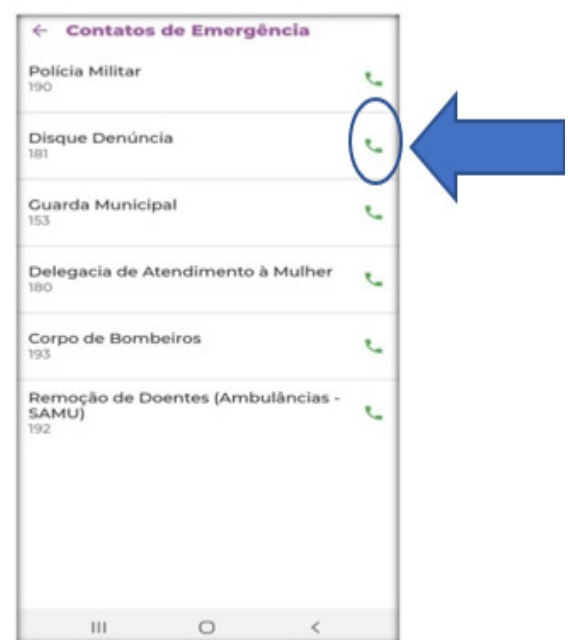 Contatos de Emergência
Polícia Militar
190
Disque Denúncia
181
Guarda Municipal
153
Delegacia de Atendimento à Mulher
180
Corpo de Bombeiros
193
Remoção de Doentes (Ambulâncias -
SAMU)
192